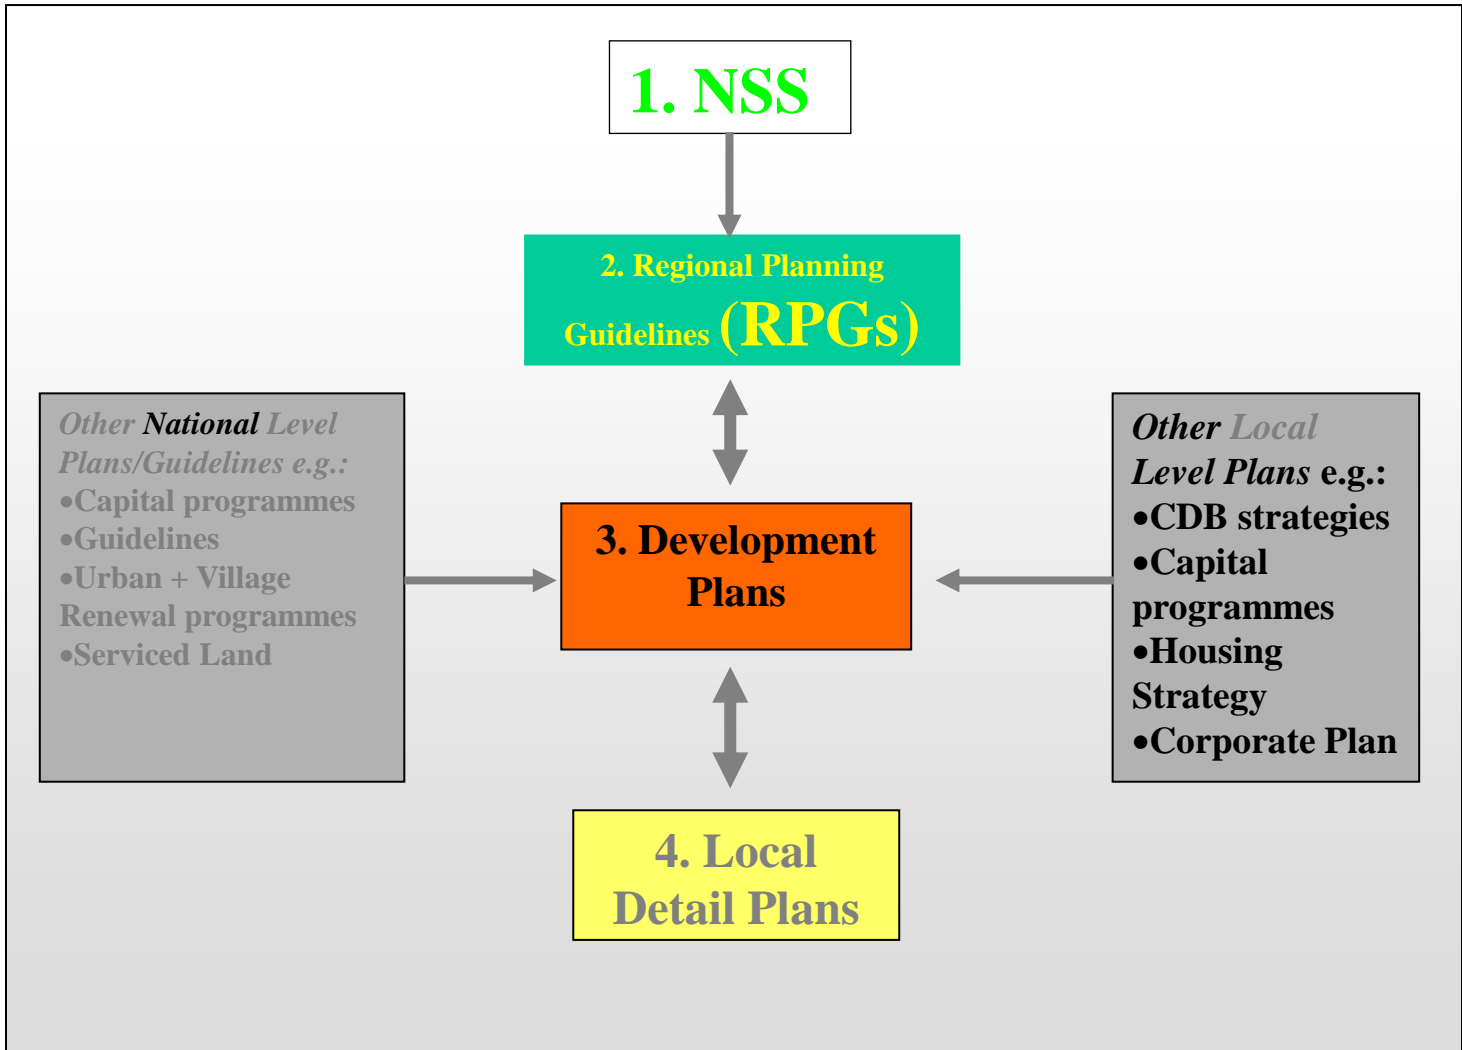 1. NSS
2. Regional Planning
Guidelines (RPGs)
Other National Level
Plans/Guidelines e.g.:
•Capital programmes
•Guidelines
•Urban + Village
Renewal programmes
•Serviced Land
3. Development
Plans
Other Local
Level Plans e.g.:
•CDB strategies
•Capital
programmes
•Housing
Strategy
•Corporate Plan
4. Local
Detail Plans